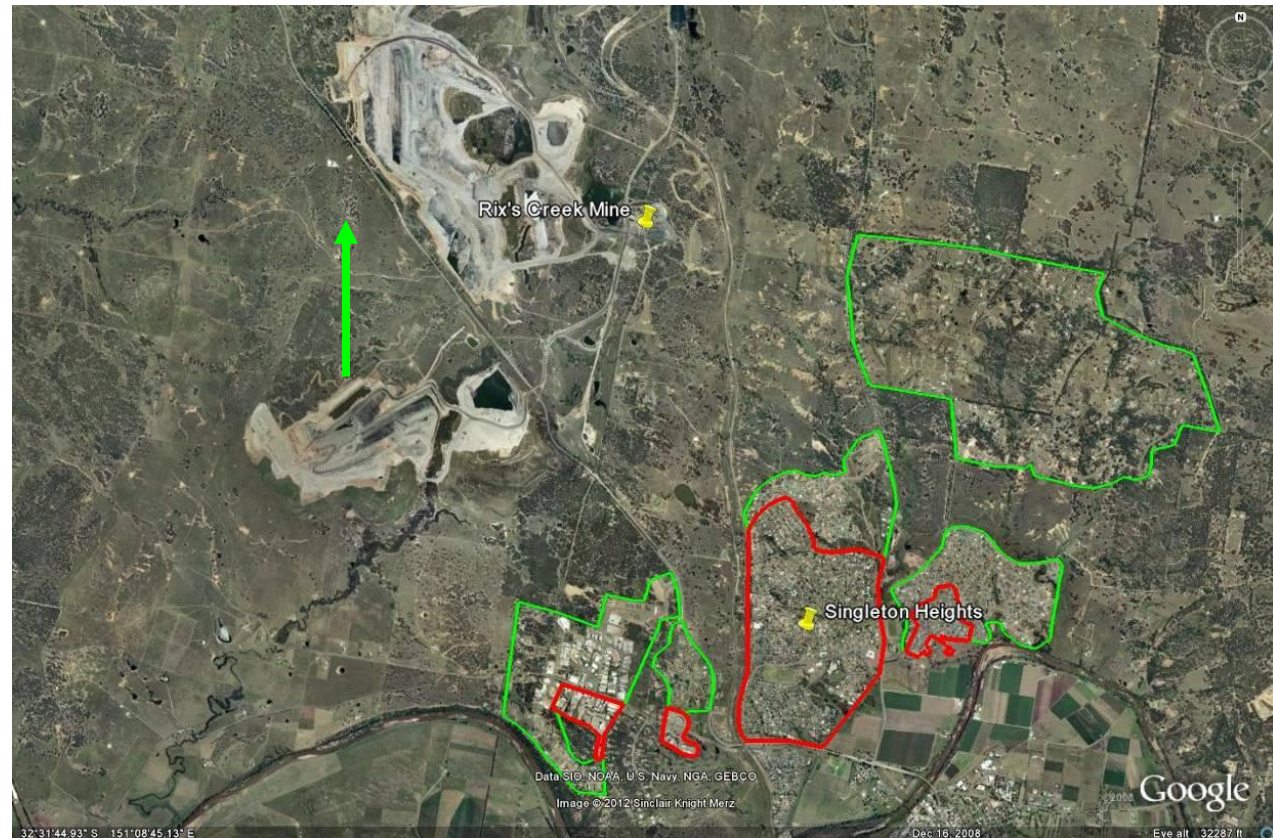 N
Rix's Creek Mine
Singleton Heights
Data SIO, NOAA, U.S. Navy, NGA, GEBCO
Image © 2012 Sinclair Knight Merz
©2008 Google
32°31'44.93" S 151°08'45.13" E Dec 16, 2008 Eye alt 32287 ft